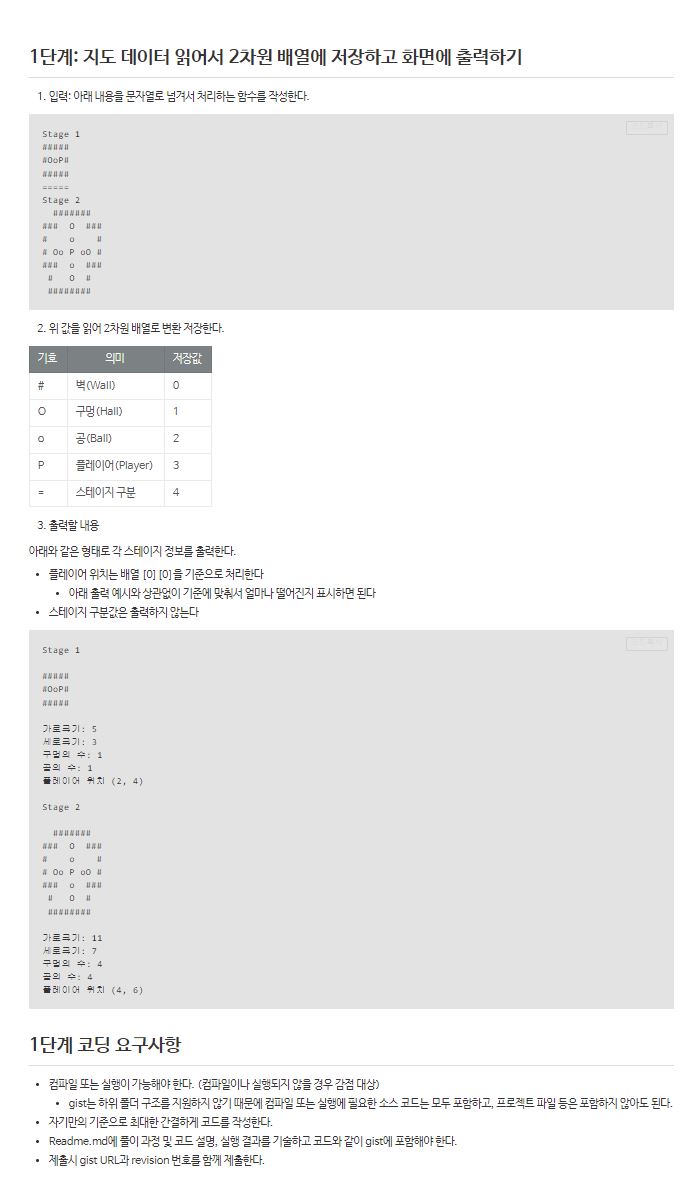 1단계: 지도 데이터 읽어서 2차원 배열에 저장하고 화면에 출력하기
1. 입력: 아래 내용을 문자열로 넘겨서 처리하는 함수를 작성한다.
Stage 1
#####
#OoP#
#####
=====
Stage 2
  #######
###  O  ###
#    o    #
# Oo P oO #
###  o  ###
 #   O  #
 ########
2. 위 값을 읽어 2차원 배열로 변환 저장한다.
기호 의미 저장값
# 벽(Wall) 0
O 구멍(Hall) 1
o 공(Ball) 2
P 플레이어(Player) 3
= 스테이지 구분 4
3. 출력할 내용
아래와 같은 형태로 각 스테이지 정보를 출력한다.
• 플레이어 위치는 배열 [0] [0]을 기준으로 처리한다
• 아래 출력 예시와 상관없이 기준에 맞춰서 얼마나 떨어진지 표시하면 된다
• 스테이지 구분값은 출력하지 않는다
Stage 1
#####
#OoP#
#####
가로크기: 5
세로크기: 3
구멍의 수: 1
공의 수: 1
플레이어 위치 (2, 4)
Stage 2
  #######
###  O  ###
#    o    #
# Oo P oO #
###  o  ###
 #   O  #
 ########
가로크기: 11
세로크기: 7
구멍의 수: 4
공의 수: 4
플레이어 위치 (4, 6)
1단계 코딩 요구사항
• 컴파일 또는 실행이 가능해야 한다. (컴파일이나 실행되지 않을 경우 감점 대상)
• gist는 하위 폴더 구조를 지원하지 않기 때문에 컴파일 또는 실행에 필요한 소스 코드는 모두 포함하고, 프로젝트 파일 등은 포함하지 않아도 된다.
• 자기만의 기준으로 최대한 간결하게 코드를 작성한다.
• Readme.md에 풀이 과정 및 코드 설명, 실행 결과를 기술하고 코드와 같이 gist에 포함해야 한다.
• 제출시 gist URL과 revision 번호를 함께 제출한다.